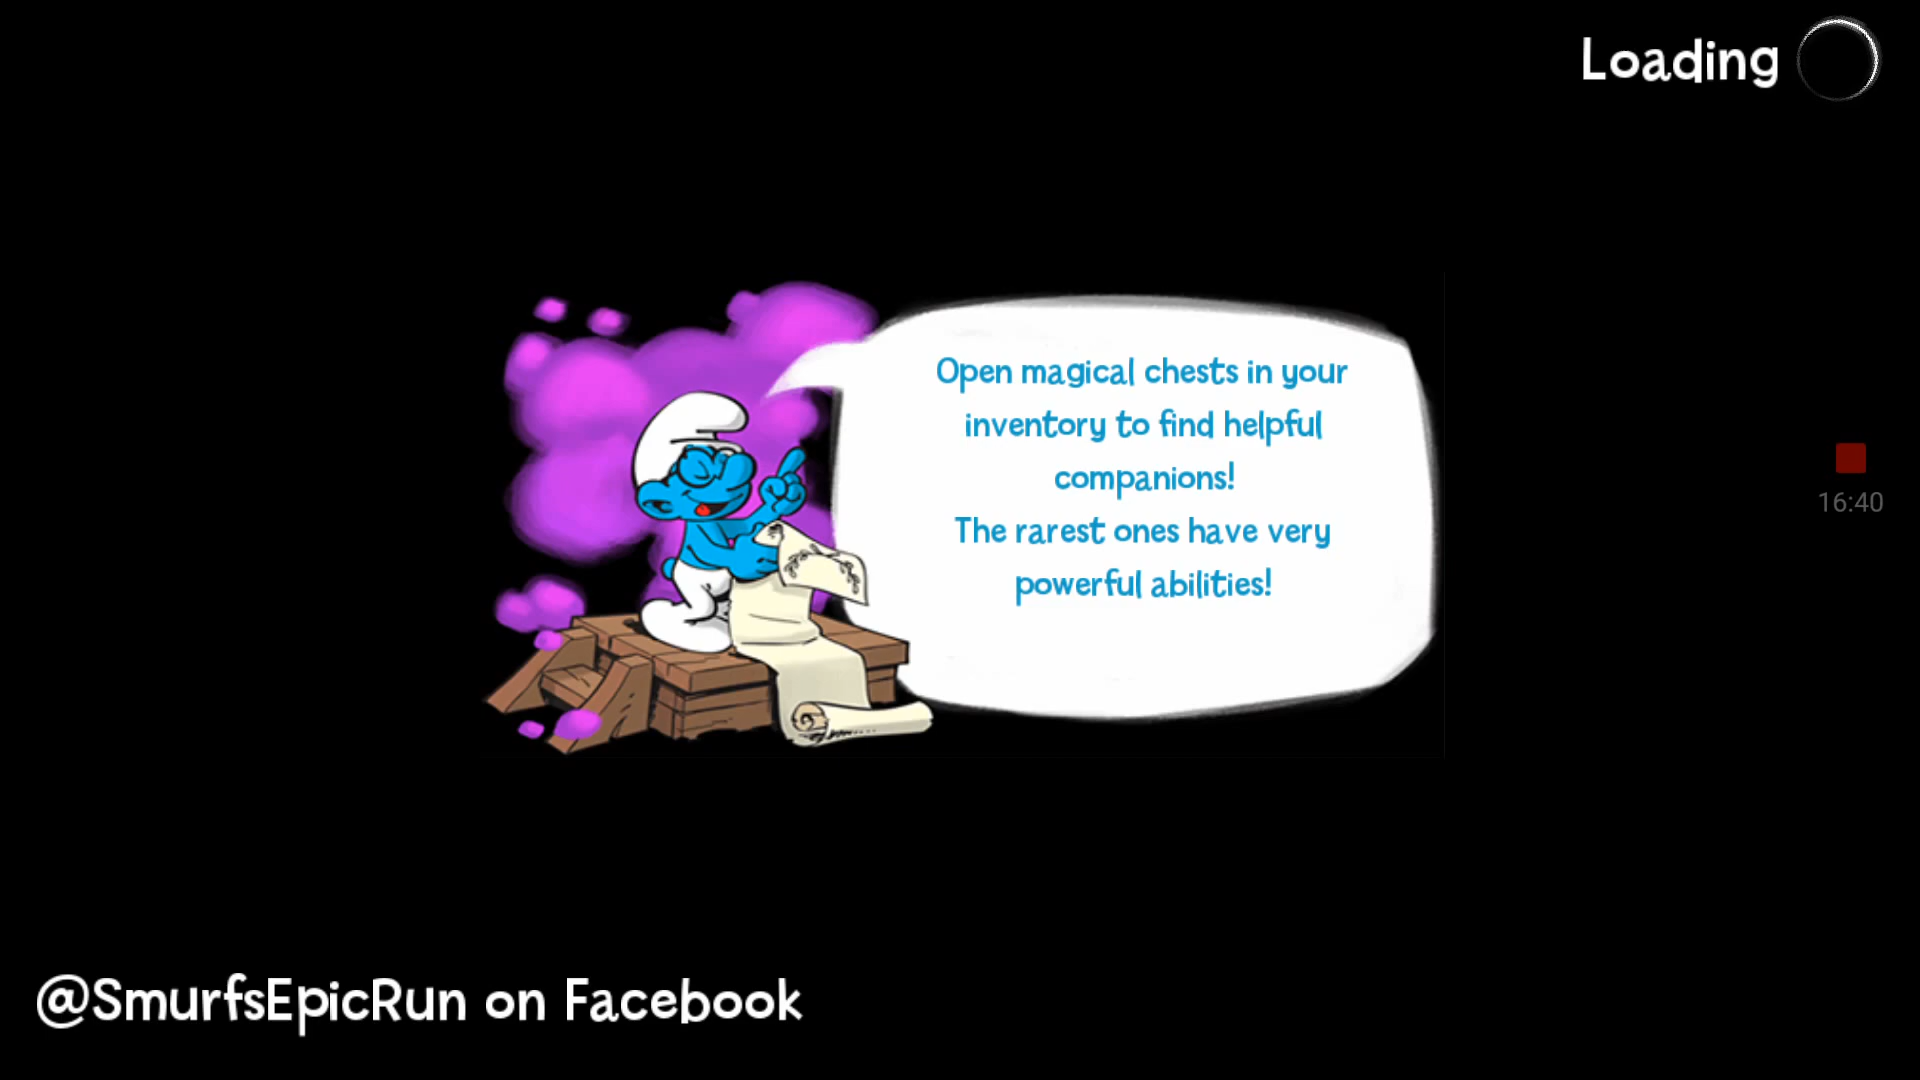 Loading
Open magical chests in your
inventory to find helpful
companions!
The rarest ones have very
powerful abilities!
16:40
@SmurfsEpicRun on Facebook